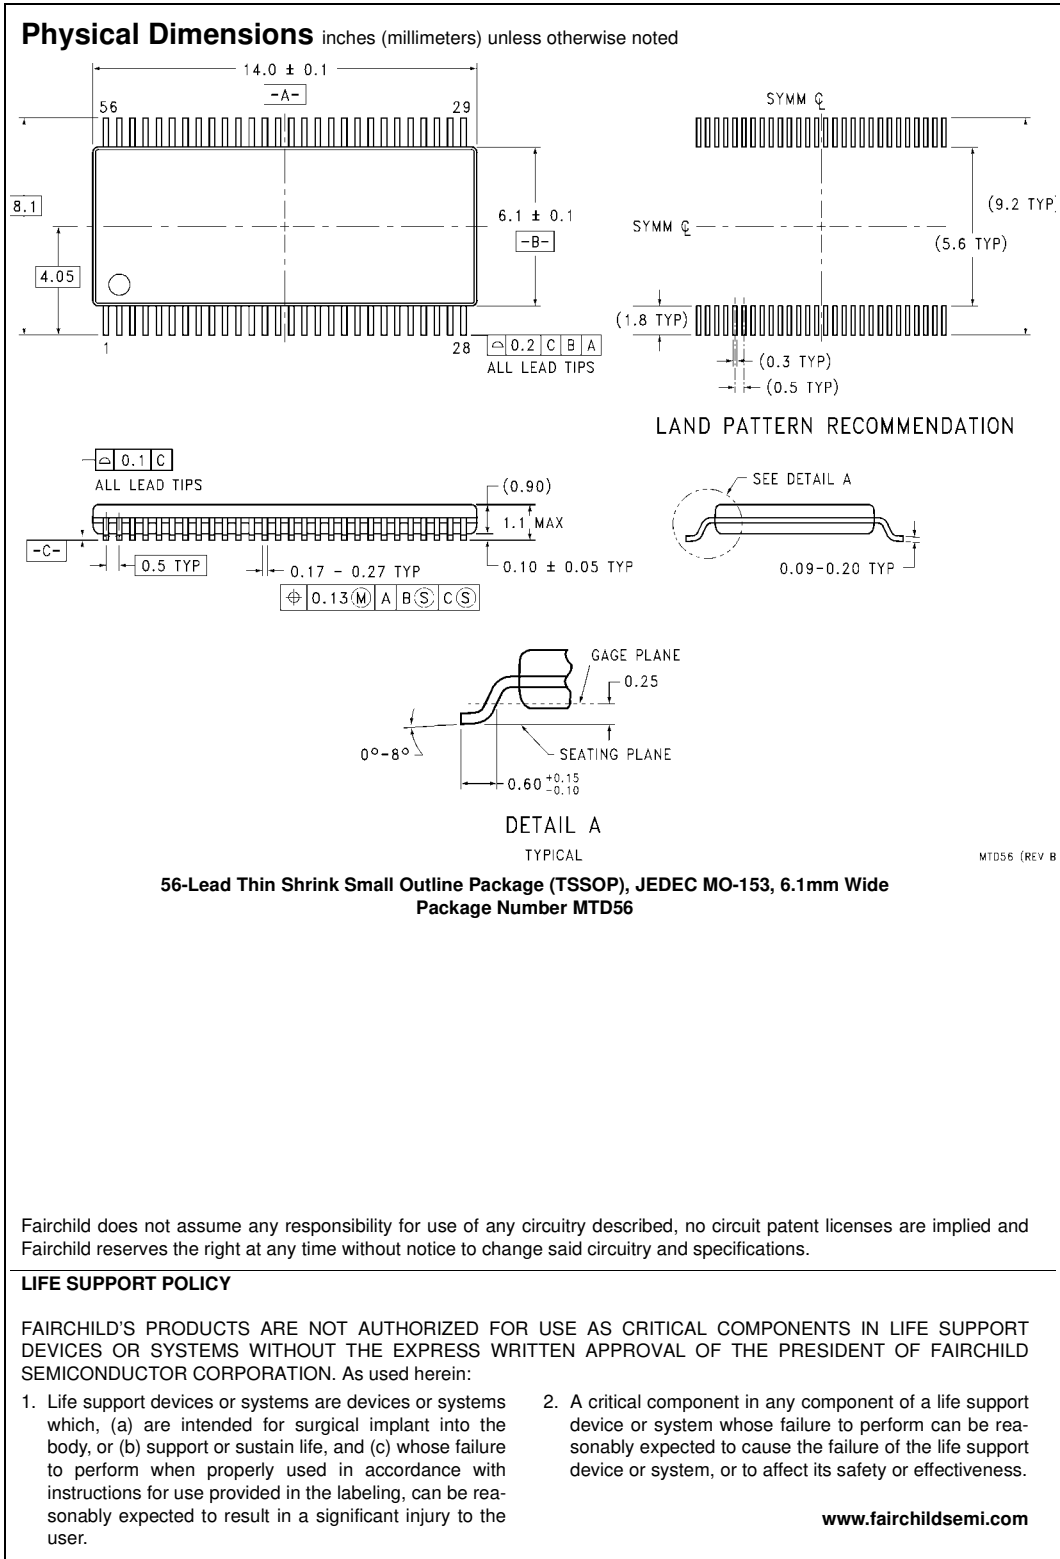 Physical Dimensions inches (millimeters) unless otherwise noted
14.0 ± 0.1
-A-
56
29
8.1
4.05
6.1 ± 0.1
-B-
1
28
⌓ 0.2 C B A
ALL LEAD TIPS
SYMM ℄
SYMM ℄
(9.2 TYP)
(5.6 TYP)
(1.8 TYP)
(0.3 TYP)
(0.5 TYP)
LAND PATTERN RECOMMENDATION
⌓ 0.1 C
ALL LEAD TIPS
(0.90)
1.1 MAX
-C-
0.5 TYP
0.17 - 0.27 TYP
0.10 ± 0.05 TYP
⌖ 0.13 Ⓜ A B Ⓢ C Ⓢ
SEE DETAIL A
0.09-0.20 TYP
GAGE PLANE
0.25
0°-8°
SEATING PLANE
0.60 +0.15 -0.10
DETAIL A
TYPICAL
MTD56 (REV B
56-Lead Thin Shrink Small Outline Package (TSSOP), JEDEC MO-153, 6.1mm Wide
Package Number MTD56
Fairchild does not assume any responsibility for use of any circuitry described, no circuit patent licenses are implied and
Fairchild reserves the right at any time without notice to change said circuitry and specifications.
LIFE SUPPORT POLICY
FAIRCHILD'S PRODUCTS ARE NOT AUTHORIZED FOR USE AS CRITICAL COMPONENTS IN LIFE SUPPORT
DEVICES OR SYSTEMS WITHOUT THE EXPRESS WRITTEN APPROVAL OF THE PRESIDENT OF FAIRCHILD
SEMICONDUCTOR CORPORATION. As used herein:
1. Life support devices or systems are devices or systems
which, (a) are intended for surgical implant into the
body, or (b) support or sustain life, and (c) whose failure
to perform when properly used in accordance with
instructions for use provided in the labeling, can be rea-
sonably expected to result in a significant injury to the
user.
2. A critical component in any component of a life support
device or system whose failure to perform can be rea-
sonably expected to cause the failure of the life support
device or system, or to affect its safety or effectiveness.
www.fairchildsemi.com